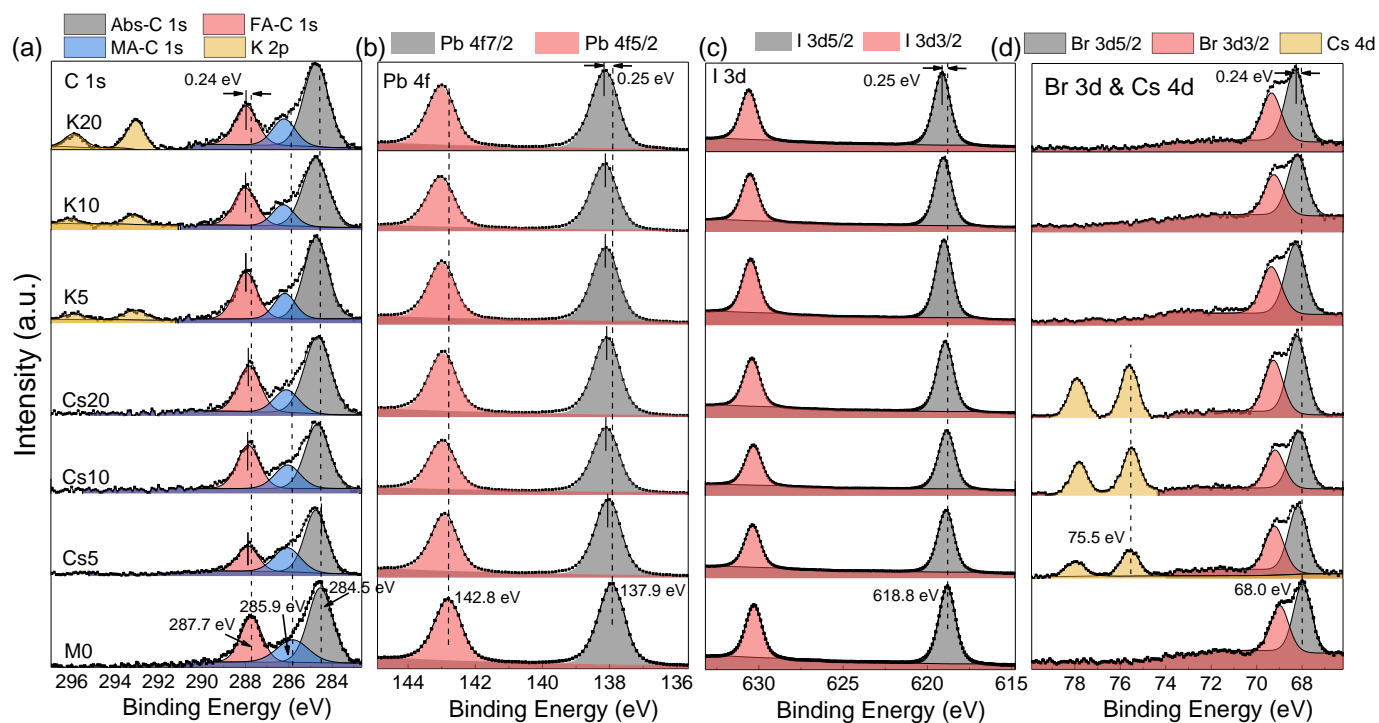 Abs-C 1s FA-C 1s
MA-C 1s K 2p
(a)
C 1s
0.24 eV
K20
K10
K5
Cs20
Cs10
Cs5
M0
284.5 eV
285.9 eV
287.7 eV
296 294 292 290 288 286 284
Binding Energy (eV)
Intensity (a.u.)
Pb 4f7/2 Pb 4f5/2
(b)
Pb 4f
0.25 eV
142.8 eV
137.9 eV
144 142 140 138 136
Binding Energy (eV)
I 3d5/2 I 3d3/2
(c)
I 3d
0.25 eV
618.8 eV
630 625 620 615
Binding Energy (eV)
Br 3d5/2 Br 3d3/2 Cs 4d
(d)
Br 3d & Cs 4d
0.24 eV
75.5 eV
68.0 eV
78 76 74 72 70 68
Binding Energy (eV)